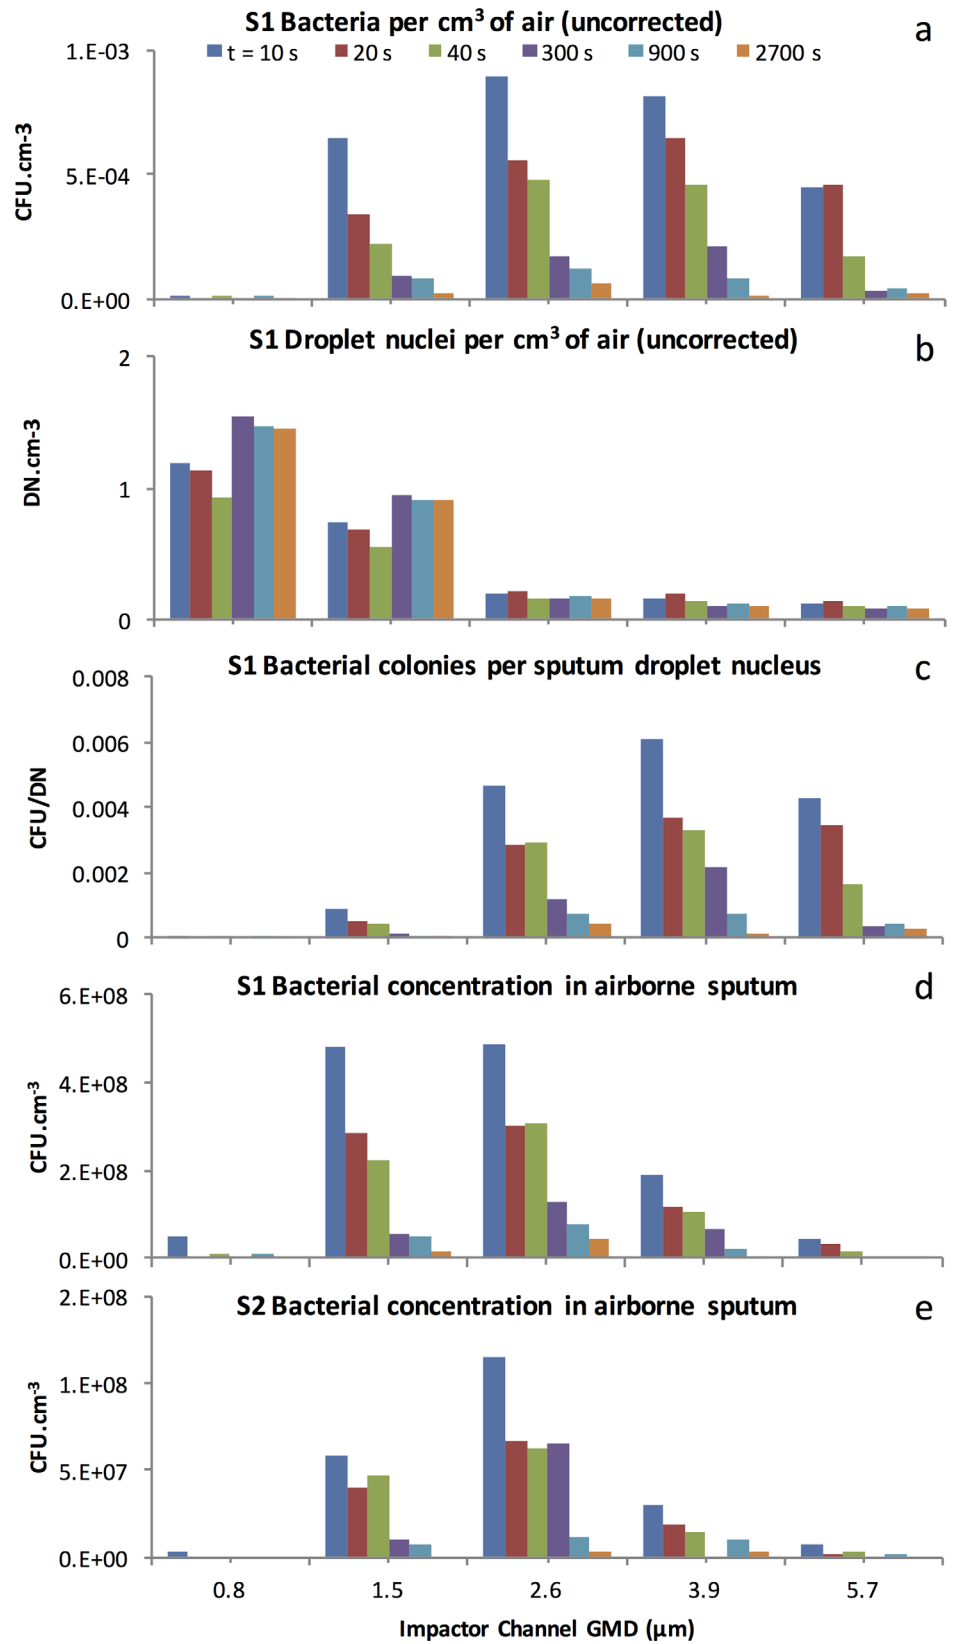 S1 Bacteria per cm³ of air (uncorrected)
a
1.E-03
t = 10 s 20 s 40 s 300 s 900 s 2700 s
CFU.cm-3
5.E-04
0.E+00
S1 Droplet nuclei per cm³ of air (uncorrected)
b
2
DN.cm-3
1
0
S1 Bacterial colonies per sputum droplet nucleus
c
0.008
0.006
CFU/DN
0.004
0.002
0
S1 Bacterial concentration in airborne sputum
d
6.E+08
4.E+08
CFU.cm⁻³
2.E+08
0.E+00
S2 Bacterial concentration in airborne sputum
e
2.E+08
1.E+08
CFU.cm⁻³
5.E+07
0.E+00
0.8 1.5 2.6 3.9 5.7
Impactor Channel GMD (µm)